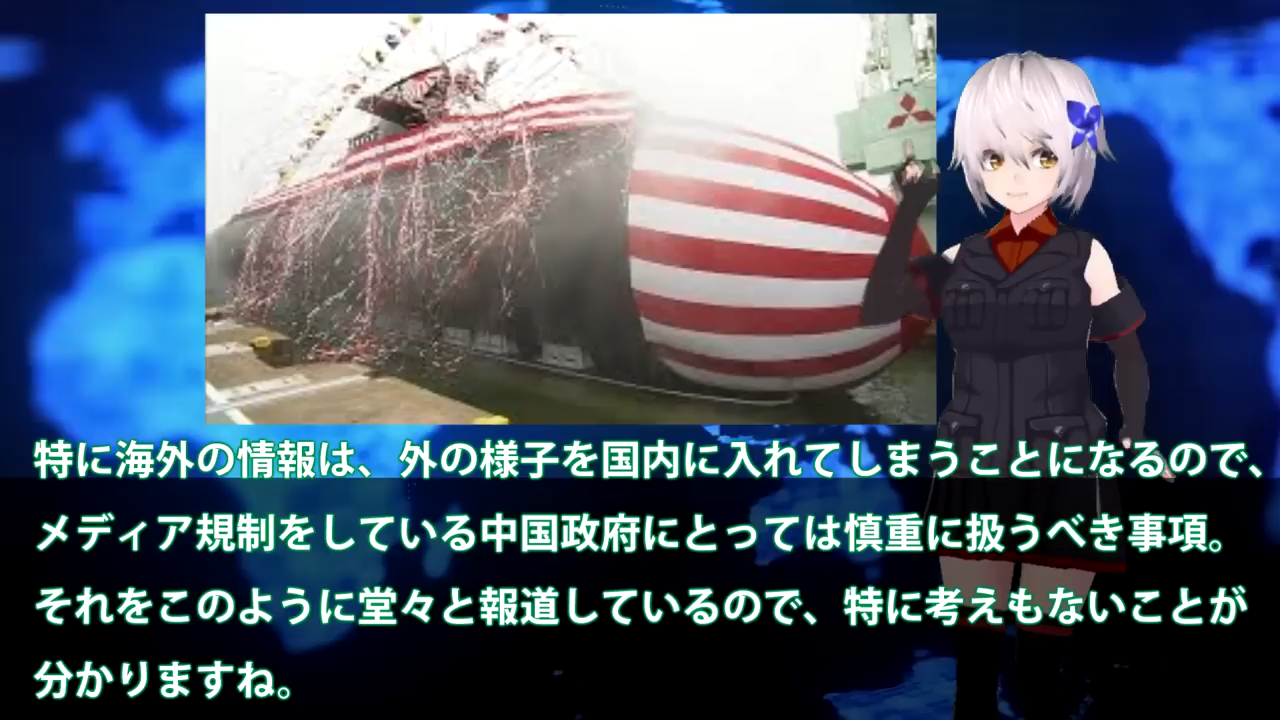 特に海外の情報は、外の様子を国内に入れてしまうことになるので、
メディア規制をしている中国政府にとっては慎重に扱うべき事項。
それをこのように堂々と報道しているので、特に考えもないことが
分かりますね。